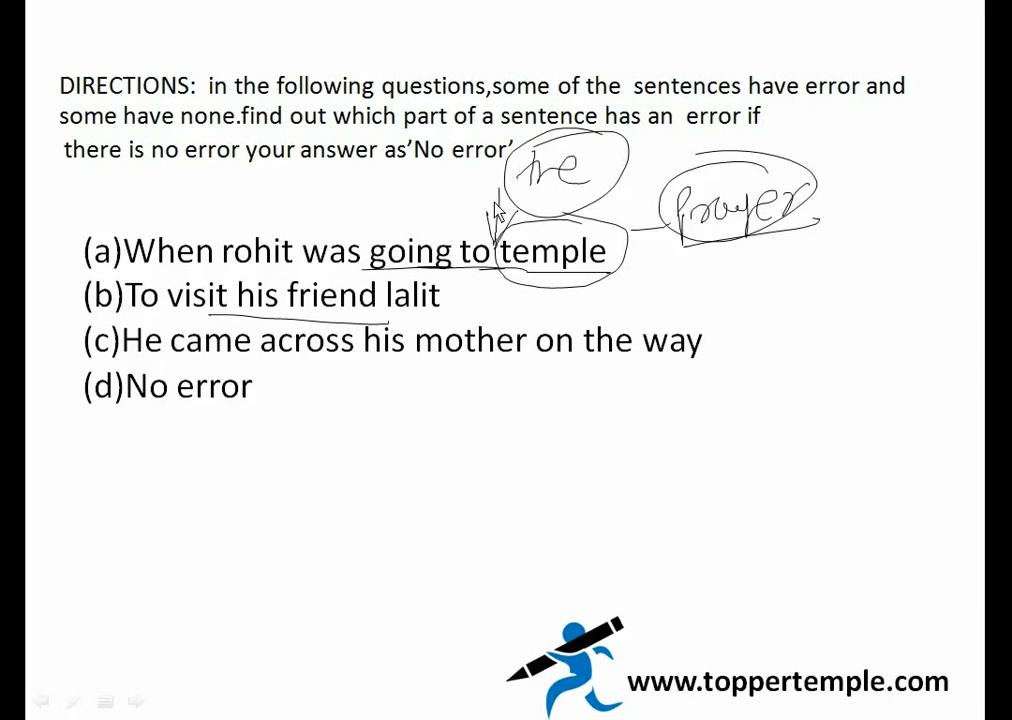 DIRECTIONS: in the following questions,some of the sentences have error and
some have none.find out which part of a sentence has an error if
there is no error your answer as’No error’
the
Prayer
(a)When rohit was going to temple
(b)To visit his friend lalit
(c)He came across his mother on the way
(d)No error
www.toppertemple.com